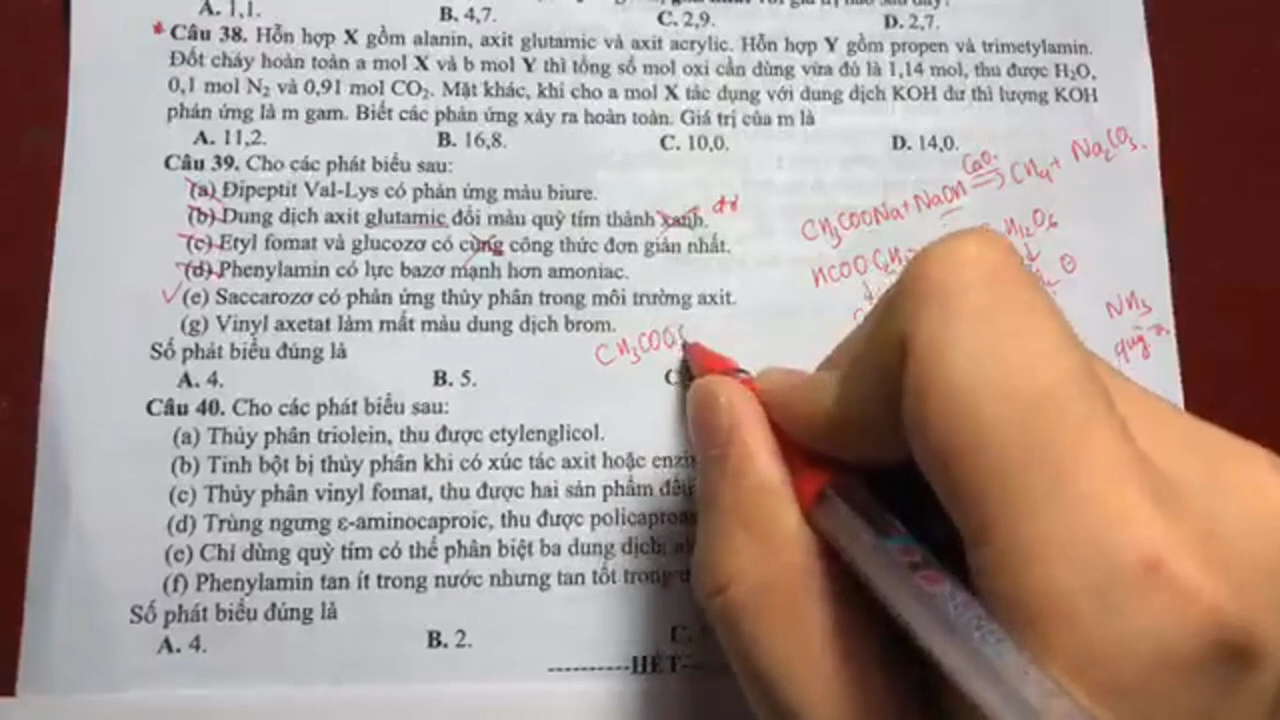 A. 1,1. B. 4,7. C. 2,9. D. 2,7.
* Câu 38. Hỗn hợp X gồm alanin, axit glutamic và axit acrylic. Hỗn hợp Y gồm propen và trimetylamin.
Đốt cháy hoàn toàn a mol X và b mol Y thì tổng số mol oxi cần dùng vừa đủ là 1,14 mol, thu được H₂O,
0,1 mol N₂ và 0,91 mol CO₂. Mặt khác, khi cho a mol X tác dụng với dung dịch KOH dư thì lượng KOH
phản ứng là m gam. Biết các phản ứng xảy ra hoàn toàn. Giá trị của m là
A. 11,2. B. 16,8. C. 10,0. D. 14,0.
Câu 39. Cho các phát biểu sau:
(a) Đipeptit Val-Lys có phản ứng màu biure.
(b) Dung dịch axit glutamic đổi màu quỳ tím thành xanh. đỏ
(c) Etyl fomat và glucozơ có cùng công thức đơn giản nhất.
(d) Phenylamin có lực bazơ mạnh hơn amoniac.
(e) Saccarozơ có phản ứng thủy phân trong môi trường axit.
(g) Vinyl axetat làm mất màu dung dịch brom.
CH₃COONa + NaOH ⇒ CH₄ + Na₂CO₃.
CaO.
NH₃
quỳ
CH₃COO
Số phát biểu đúng là
A. 4. B. 5.
Câu 40. Cho các phát biểu sau:
(a) Thủy phân triolein, thu được etylenglicol.
(b) Tinh bột bị thủy phân khi có xúc tác axit hoặc
(c) Thủy phân vinyl fomat, thu được hai sản phẩm
(d) Trùng ngưng ε-aminocaproic, thu được
(e) Chỉ dùng quỳ tím có thể phân biệt ba dung dịch:
(f) Phenylamin tan ít trong nước nhưng tan tốt trong
Số phát biểu đúng là
A. 4. B. 2. C.
----------HẾT